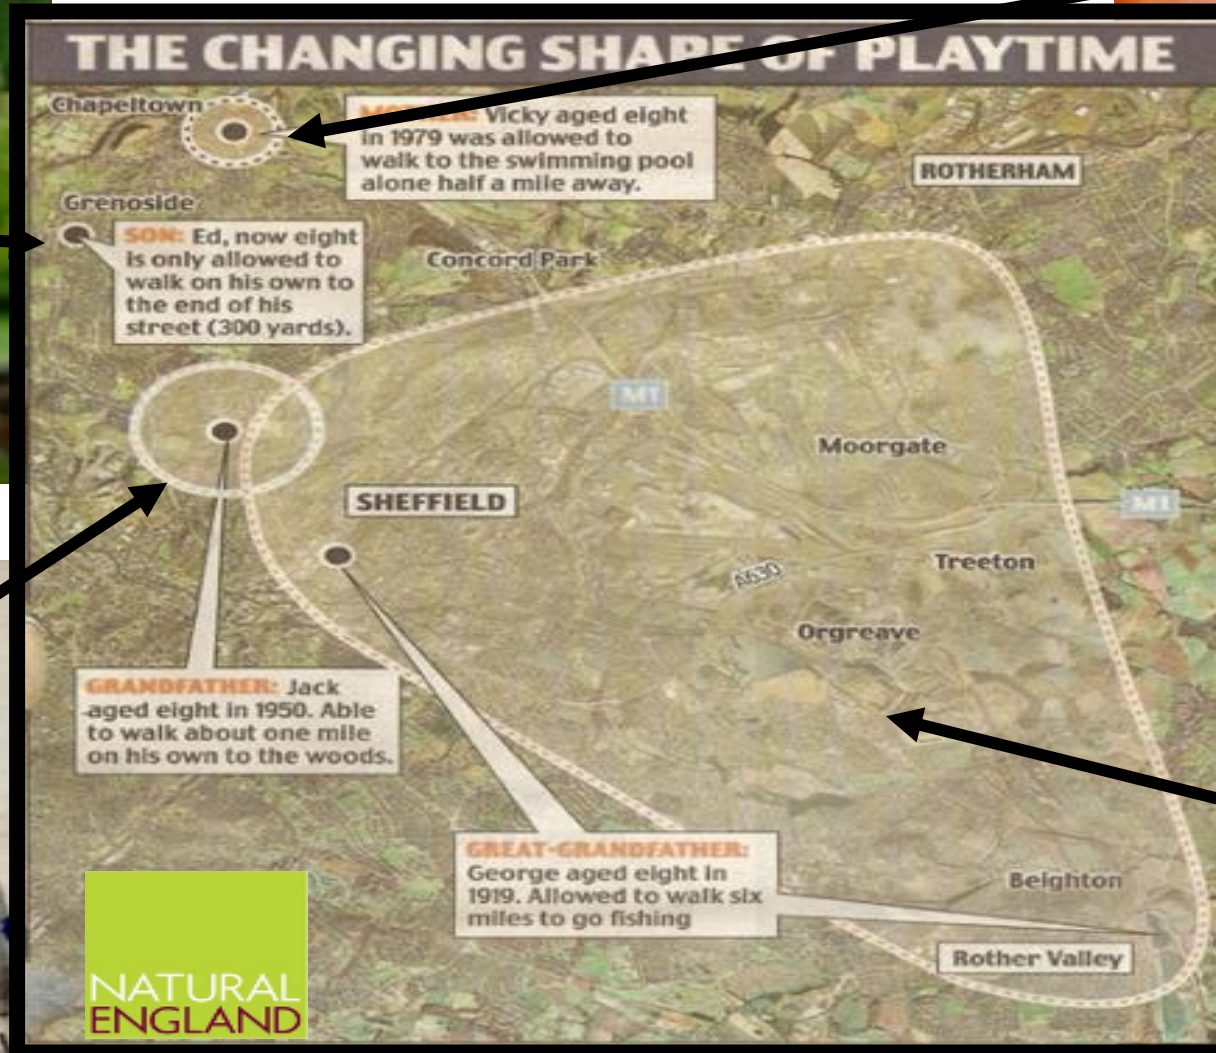 THE CHANGING SHAPE OF PLAYTIME
Chapeltown
MOTHER: Vicky aged eight
in 1979 was allowed to
walk to the swimming pool
alone half a mile away.
ROTHERHAM
Grenoside
SON: Ed, now eight
is only allowed to
walk on his own to
the end of his
street (300 yards).
Concord Park
M1
Moorgate
SHEFFIELD
M1
Treeton
A630
Orgreave
GRANDFATHER: Jack
aged eight in 1950. Able
to walk about one mile
on his own to the woods.
GREAT-GRANDFATHER:
George aged eight in
1919. Allowed to walk six
miles to go fishing
Beighton
Rother Valley
NATURAL
ENGLAND